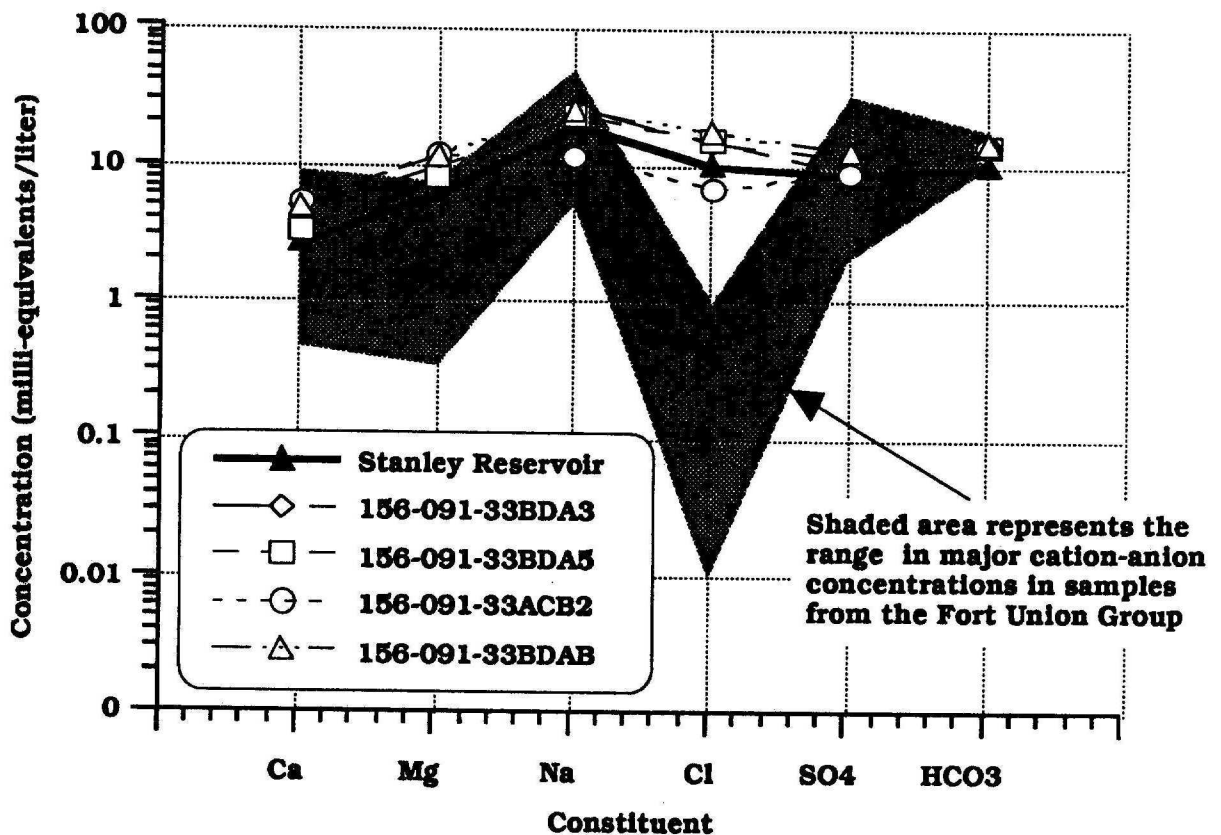 100
10
1
0.1
0.01
0
Concentration (milli-equivalents/liter)
Stanley Reservoir
156-091-33BDA3
156-091-33BDA5
156-091-33ACB2
156-091-33BDAB
Shaded area represents the
range in major cation-anion
concentrations in samples
from the Fort Union Group
Ca
Mg
Na
Cl
SO4
HCO3
Constituent